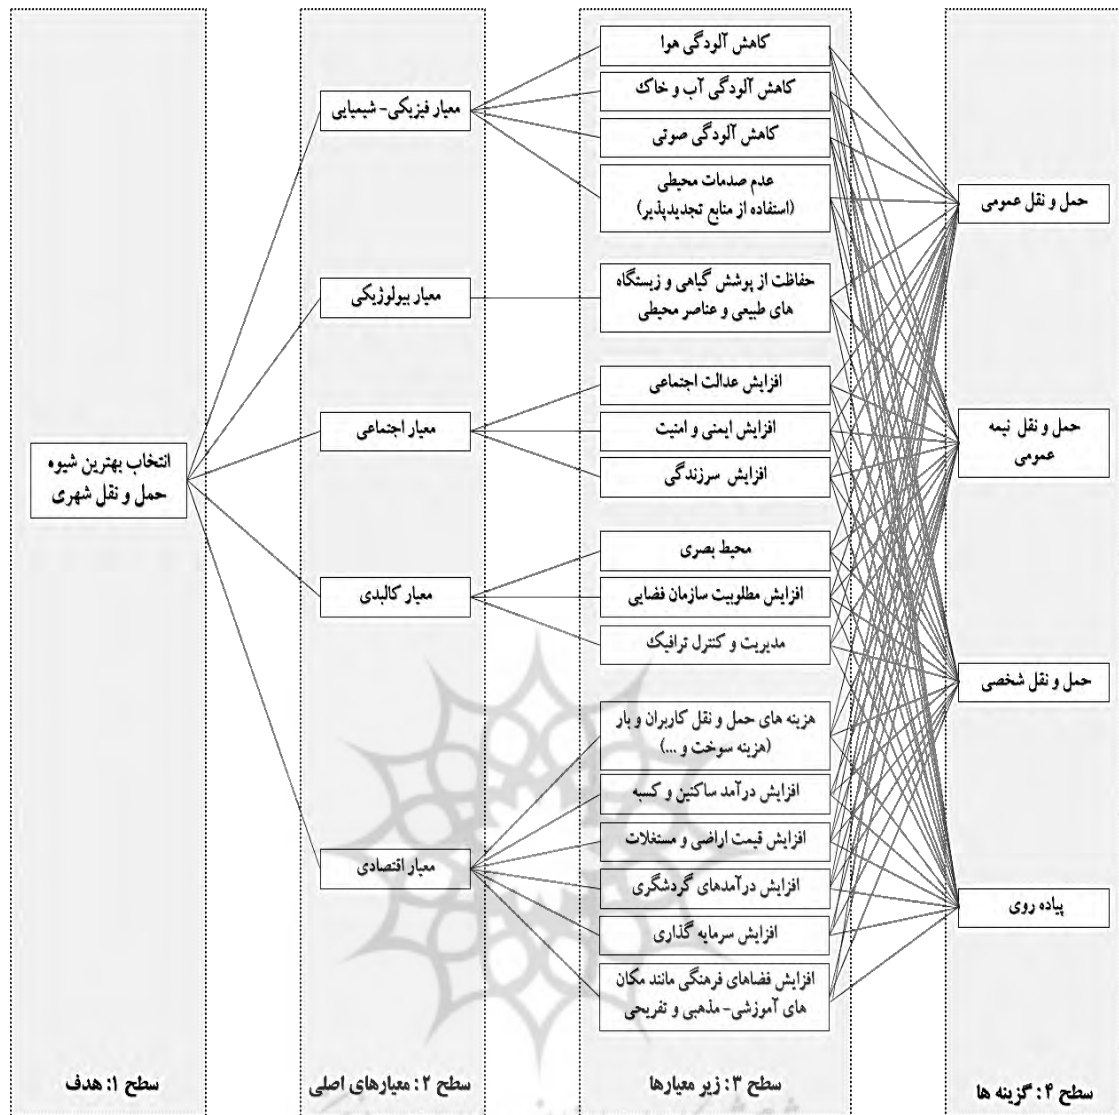 انتخاب بهترین شیوه
حمل و نقل شهری
سطح ۱: هدف
معیار فیزیکی- شیمیایی
معیار بیولوژیکی
معیار اجتماعی
معیار کالبدی
معیار اقتصادی
سطح ۲: معیارهای اصلی
کاهش آلودگی هوا
کاهش آلودگی آب و خاک
کاهش آلودگی صوتی
عدم صدمات محیطی
(استفاده از منابع تجدیدپذیر)
حفاظت از پوشش گیاهی و زیستگاه
های طبیعی و عناصر محیطی
افزایش عدالت اجتماعی
افزایش ایمنی و امنیت
افزایش سرزندگی
محیط بصری
افزایش مطلوبیت سازمان فضایی
مدیریت و کنترل ترافیک
هزینه های حمل و نقل کاربران و بار
(هزینه سوخت و ...)
افزایش درآمد ساکنین و کسبه
افزایش قیمت اراضی و مستغلات
افزایش درآمدهای گردشگری
افزایش سرمایه گذاری
افزایش فضاهای فرهنگی مانند مکان
های آموزشی- مذهبی و تفریحی
سطح ۳: زیر معیارها
حمل و نقل عمومی
حمل و نقل نیمه
عمومی
حمل و نقل شخصی
پیاده روی
سطح ۴: گزینه ها